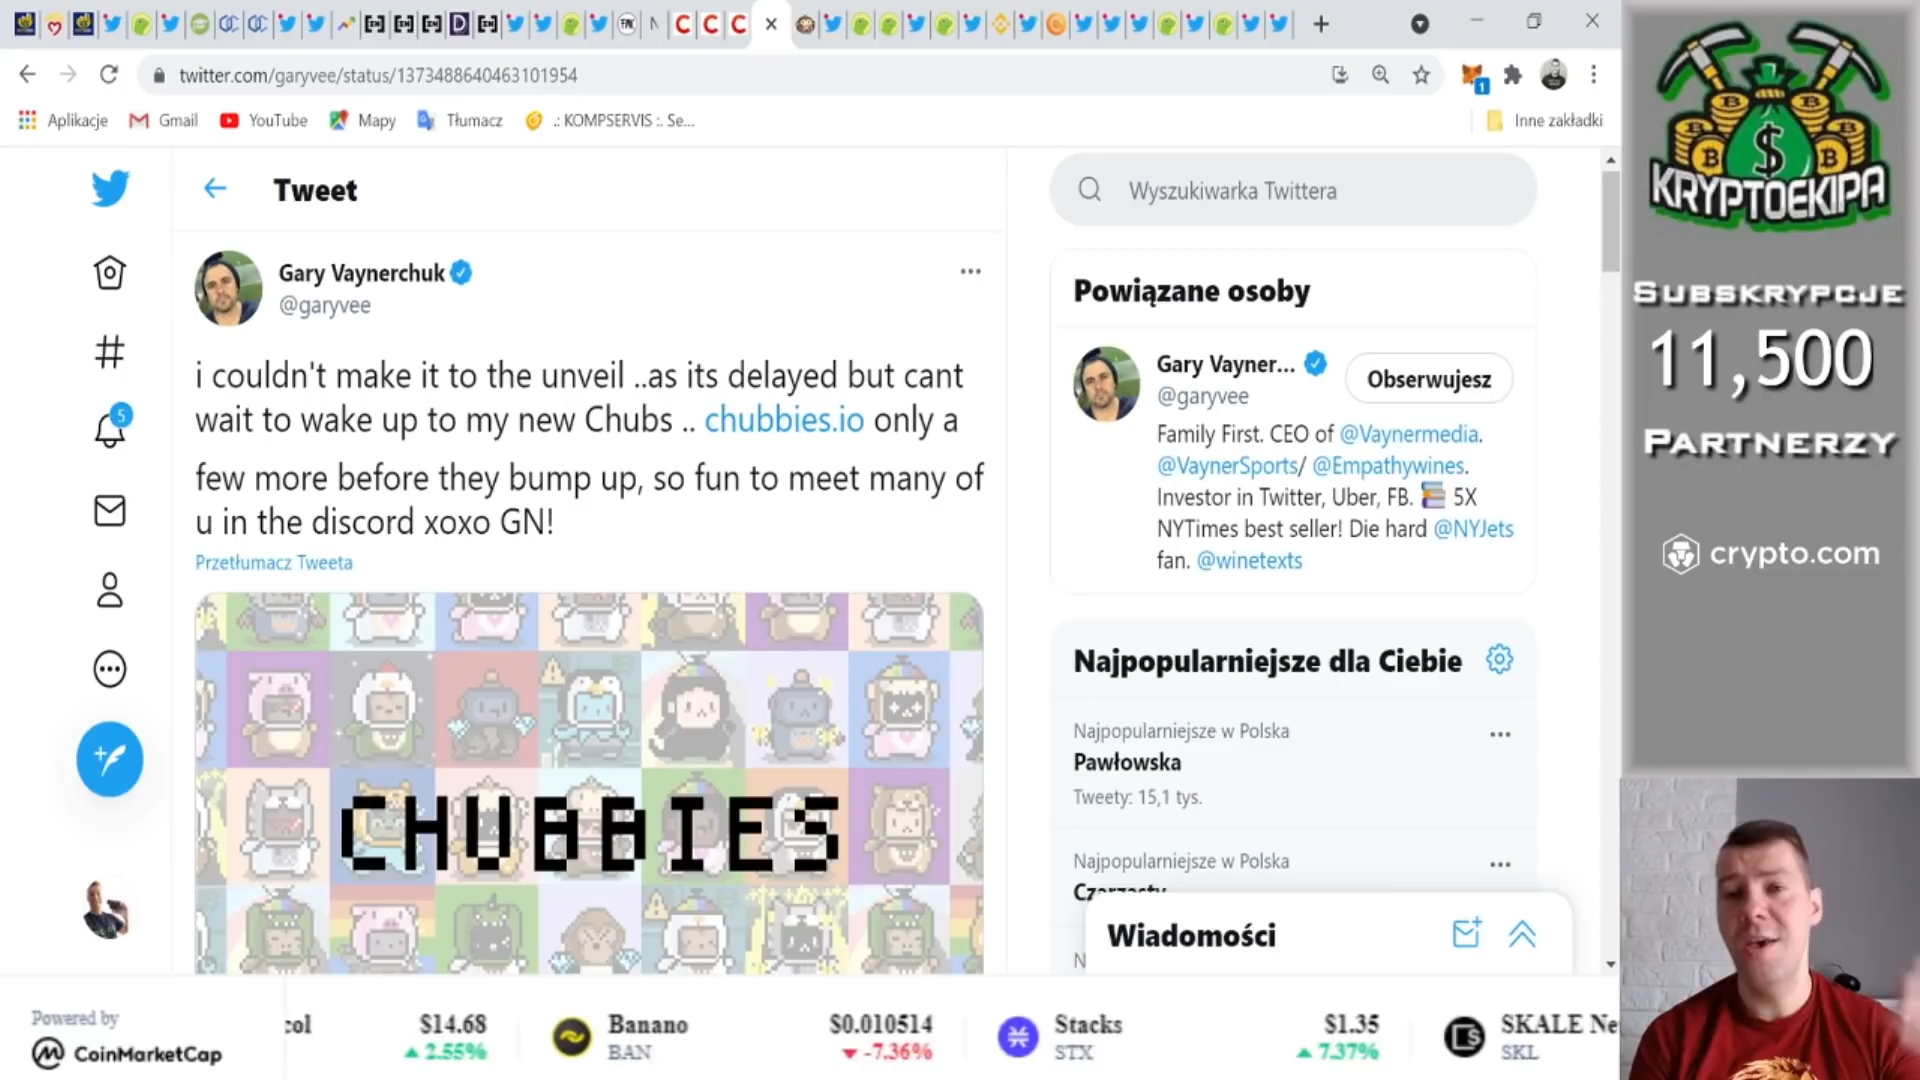 twitter.com/garyvee/status/1373488640463101954
1
Aplikacje
Gmail
YouTube
Mapy
Tłumacz
.: KOMPSERVIS :. Se...
Inne zakładki
Tweet
Wyszukiwarka Twittera
Gary Vaynerchuk
@garyvee
i couldn't make it to the unveil ..as its delayed but cant
wait to wake up to my new Chubs .. chubbies.io only a
few more before they bump up, so fun to meet many of
u in the discord xoxo GN!
Przetłumacz Tweeta
CHUBBIES
5
Powiązane osoby
Gary Vayner...
@garyvee
Obserwujesz
Family First. CEO of @Vaynermedia.
@VaynerSports/ @Empathywines.
Investor in Twitter, Uber, FB. 5X
NYTimes best seller! Die hard @NYJets
fan. @winetexts
Najpopularniejsze dla Ciebie
Najpopularniejsze w Polska
Pawłowska
Tweety: 15,1 tys.
Najpopularniejsze w Polska
Czarzasty
N
Wiadomości
KRYPTOEKIPA
SUBSKRYPCJE
11,500
PARTNERZY
crypto.com
Powered by
CoinMarketCap
col
$14.68
2.55%
Banano
BAN
$0.010514
-7.36%
Stacks
STX
$1.35
7.37%
SKALE Ne
SKL